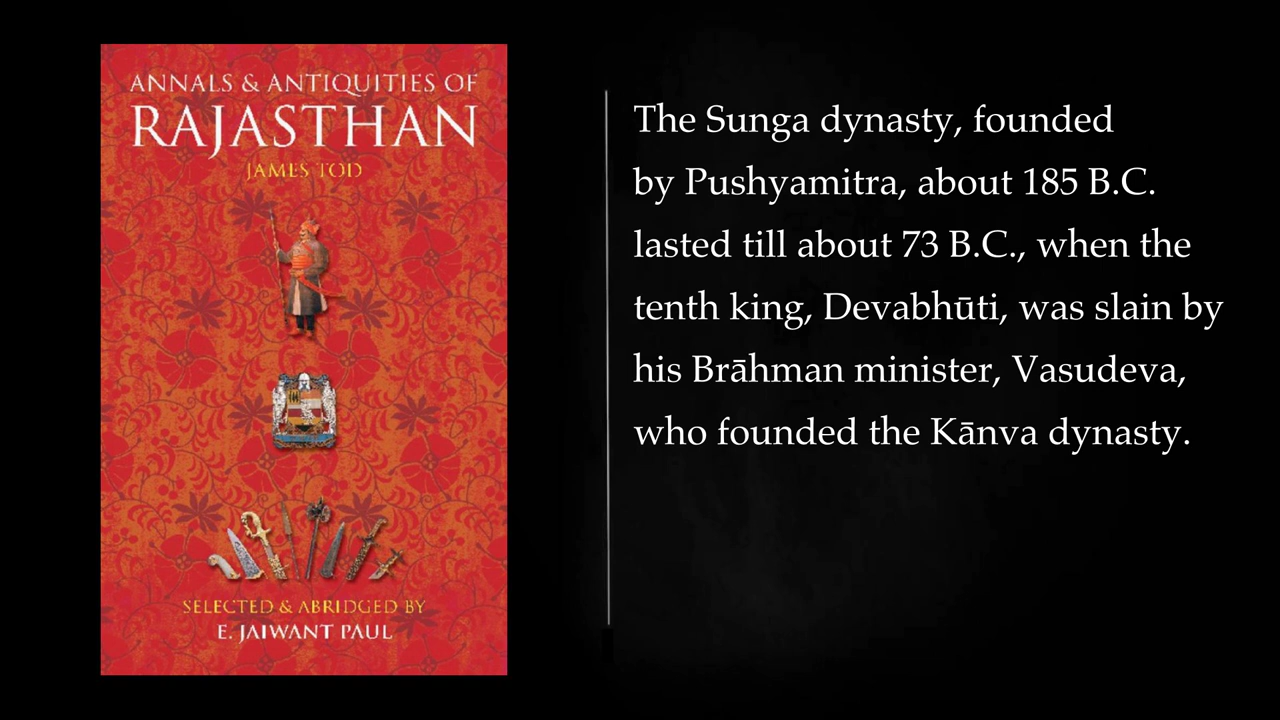 ANNALS & ANTIQUITIES OF
RAJASTHAN
JAMES TOD
SELECTED & ABRIDGED BY
E. JAIWANT PAUL
The Sunga dynasty, founded
by Pushyamitra, about 185 B.C.
lasted till about 73 B.C., when the
tenth king, Devabhūti, was slain by
his Brāhman minister, Vasudeva,
who founded the Kānva dynasty.